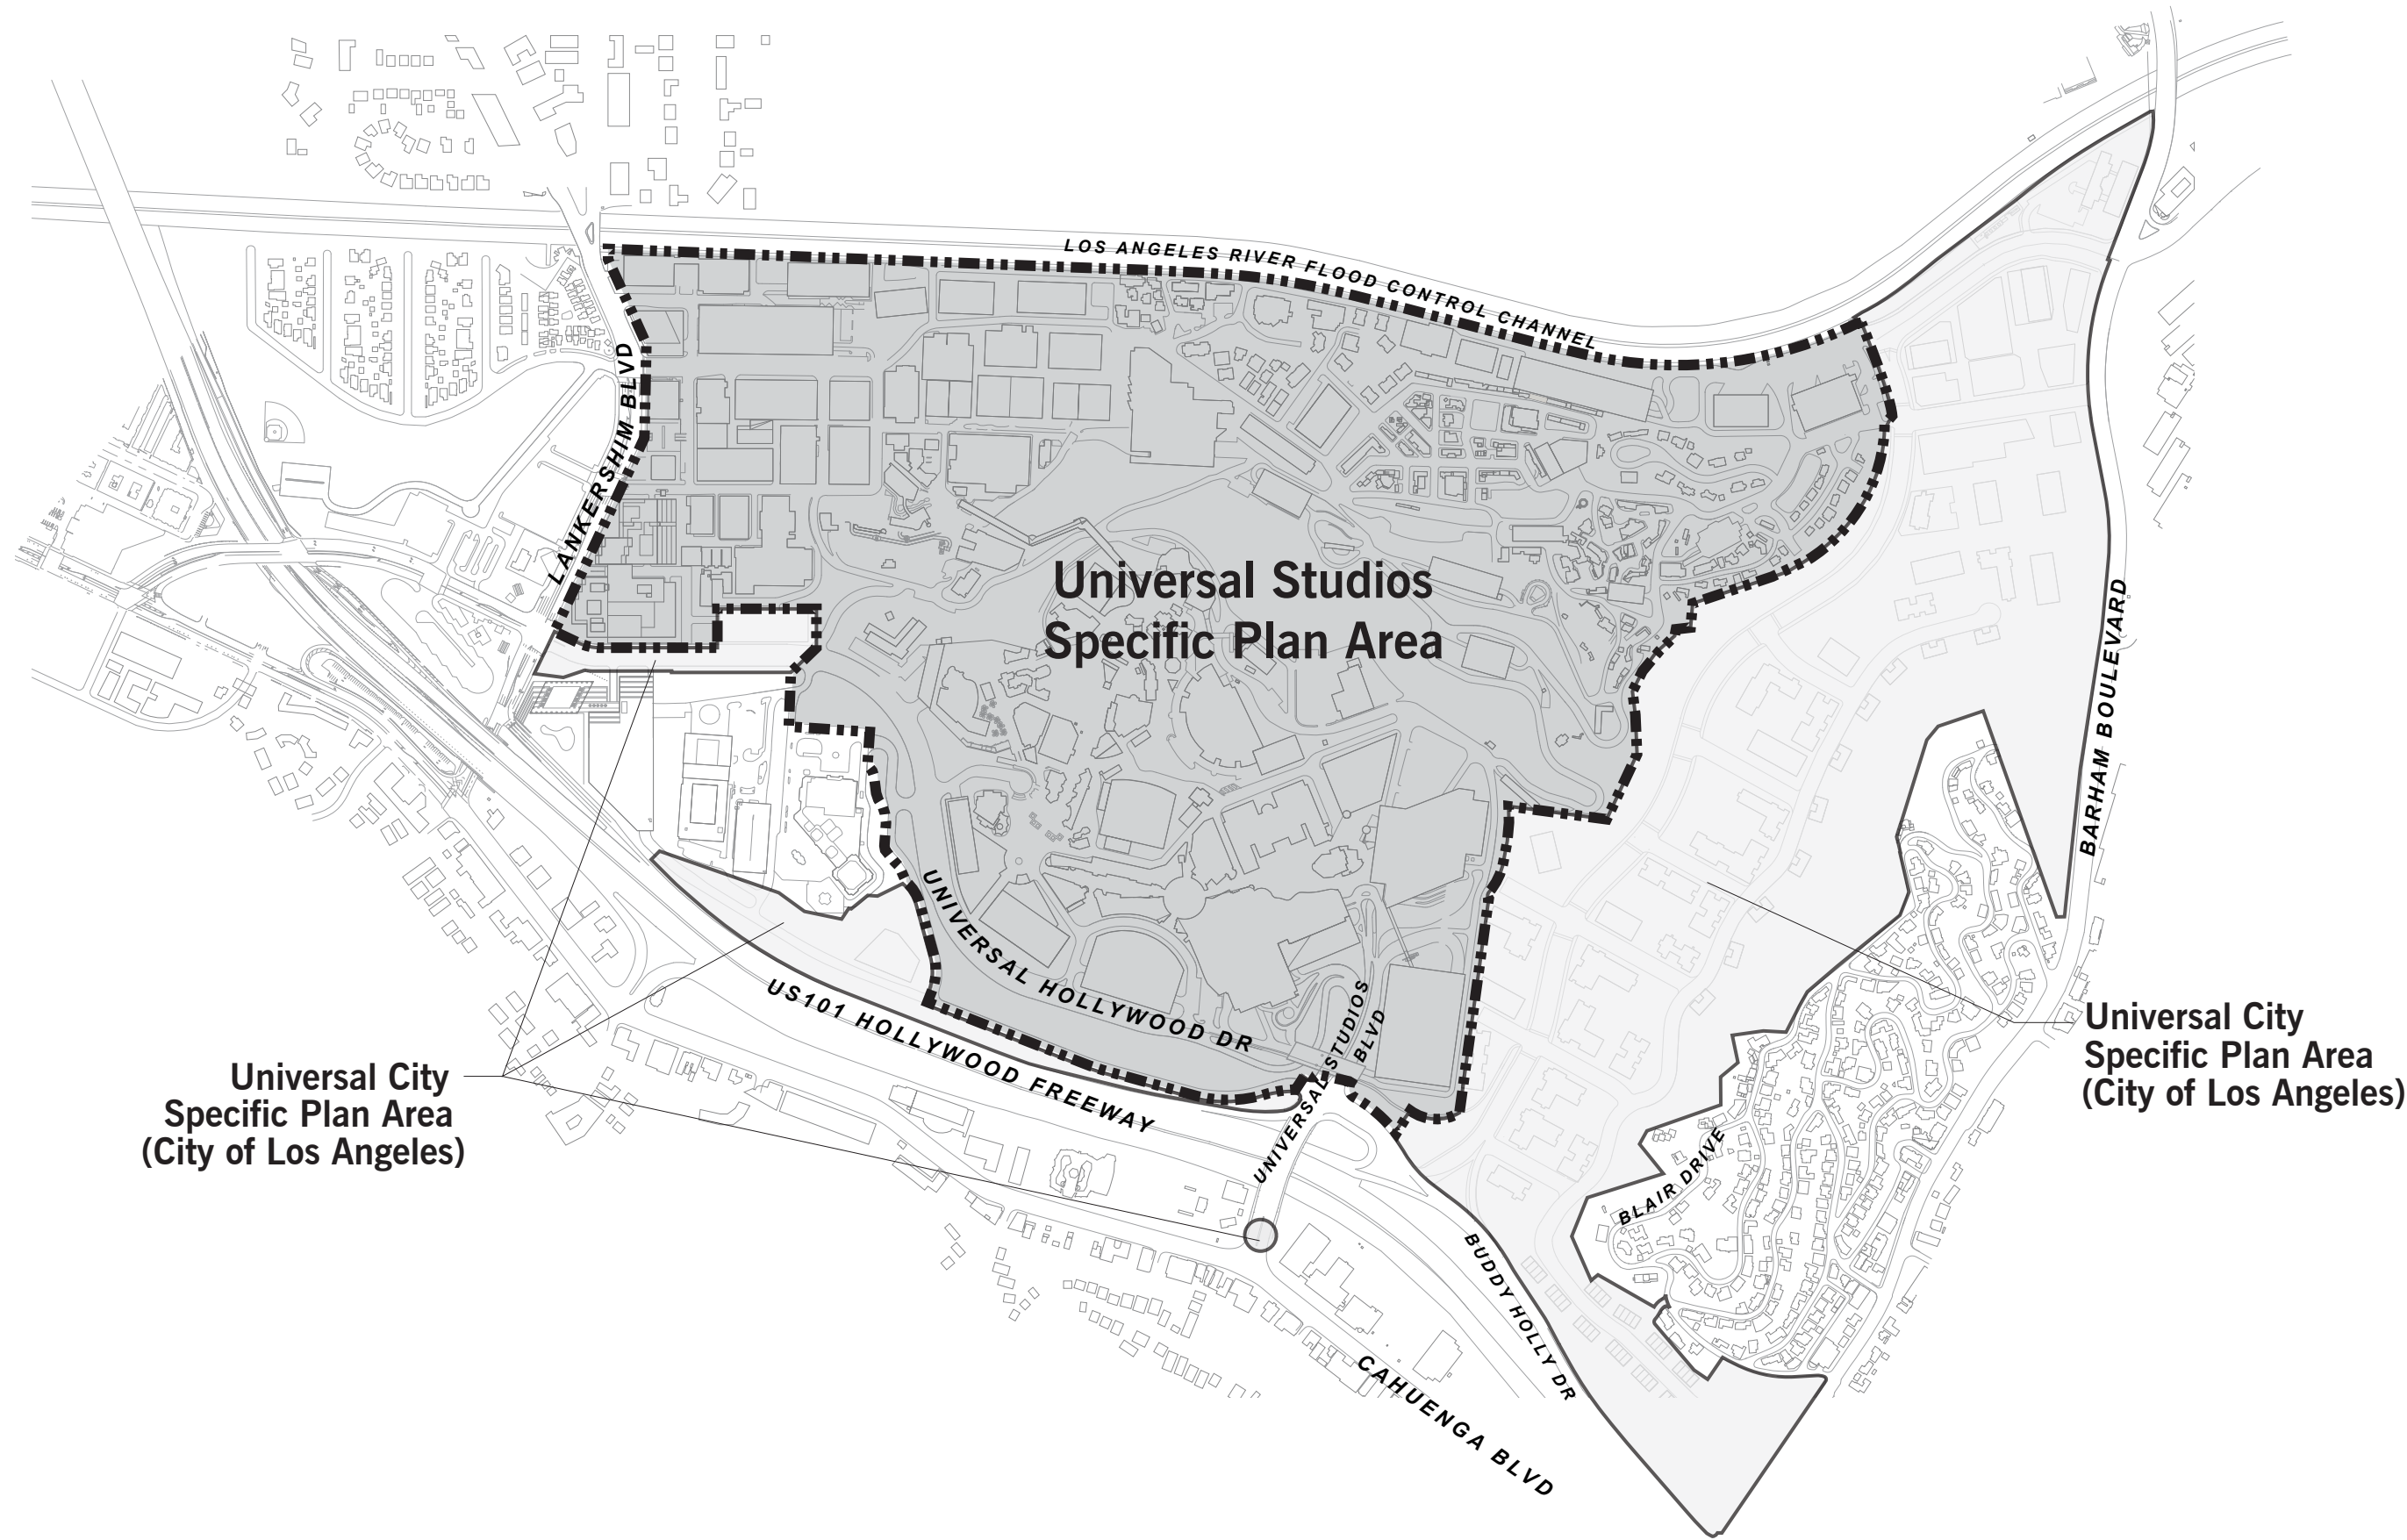 LOS ANGELES RIVER FLOOD CONTROL CHANNEL
LANKERSHIM BLVD
Universal Studios
Specific Plan Area
BARHAM BOULEVARD
UNIVERSAL HOLLYWOOD DR
US101 HOLLYWOOD FREEWAY
UNIVERSAL STUDIOS
BLVD
Universal City
Specific Plan Area
(City of Los Angeles)
Universal City
Specific Plan Area
(City of Los Angeles)
BLAIR DRIVE
BUDDY HOLLY DR
CAHUENGA BLVD